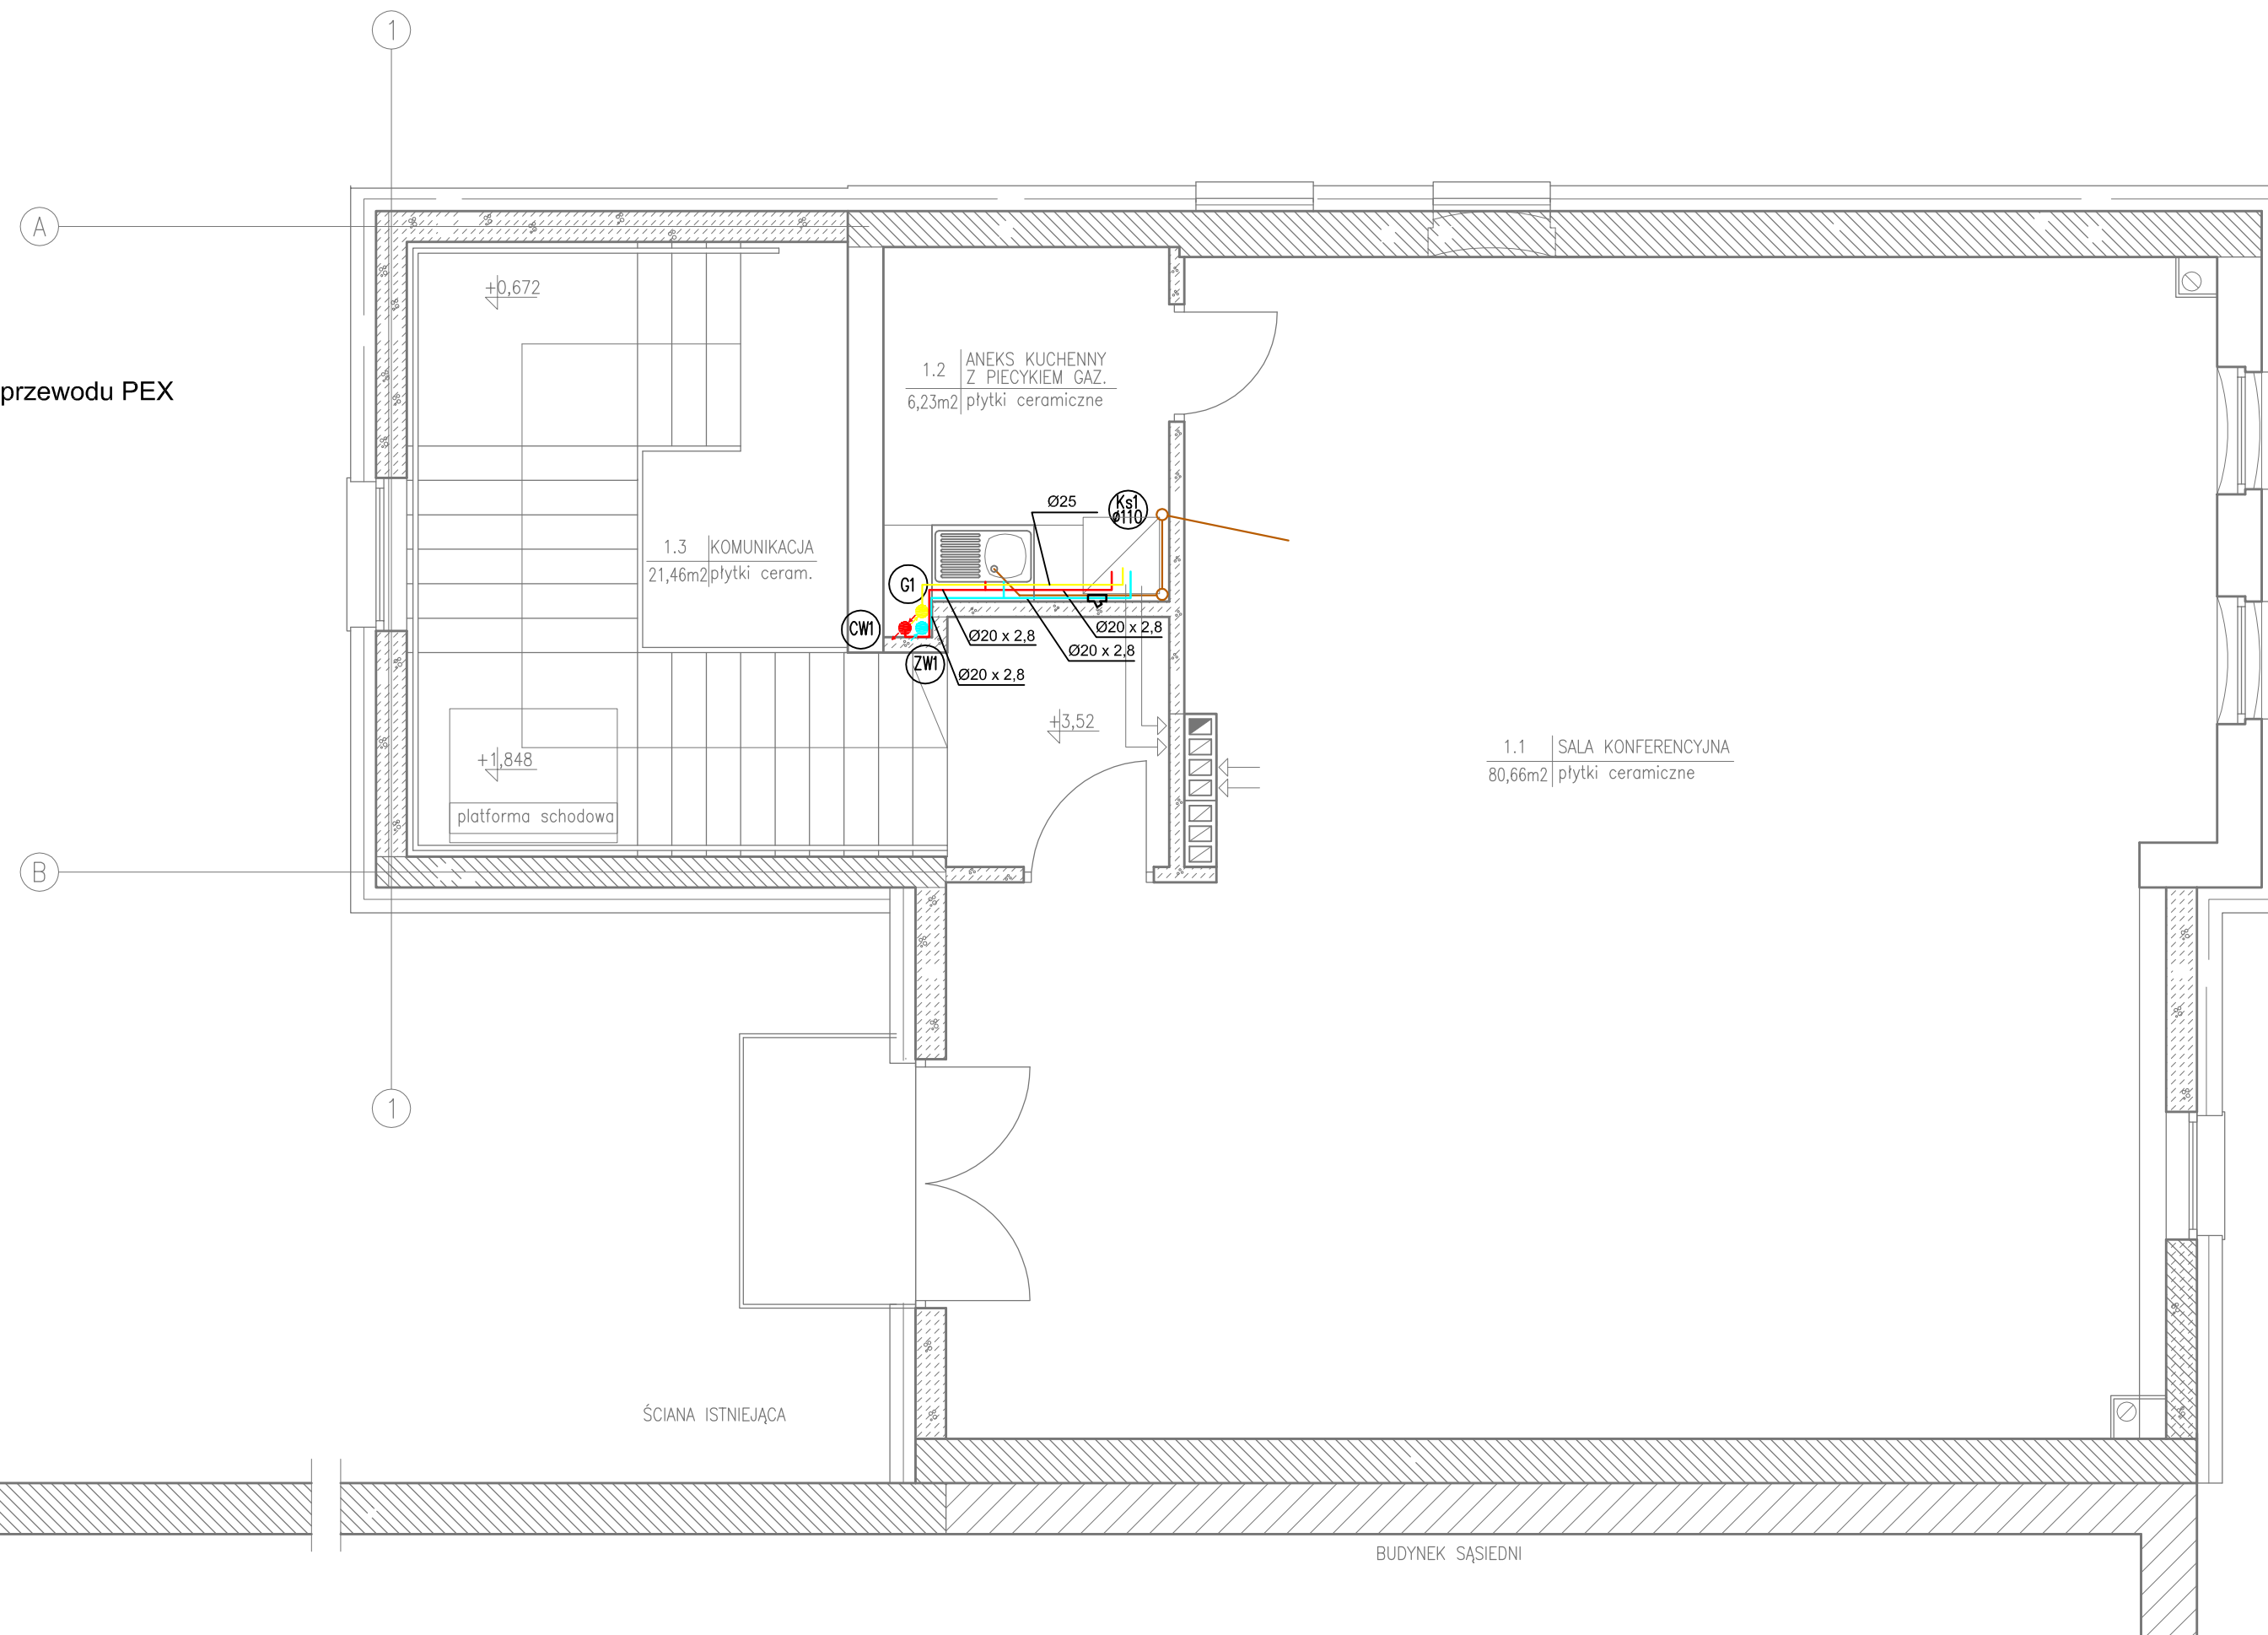 1
A
+0,672
1.2
ANEKS KUCHENNY
Z PIECYKIEM GAZ.
6,23m2
płytki ceramiczne
przewodu PEX
Ø25
Ks1
ø110
1.3
KOMUNIKACJA
21,46m2
płytki ceram.
G1
CW1
Ø20 x 2,8
Ø20 x 2,8
Ø20 x 2,8
ZW1
Ø20 x 2,8
+3,52
1.1
SALA KONFERENCYJNA
80,66m2
płytki ceramiczne
+1,848
platforma schodowa
B
1
ŚCIANA ISTNIEJĄCA
BUDYNEK SĄSIEDNI